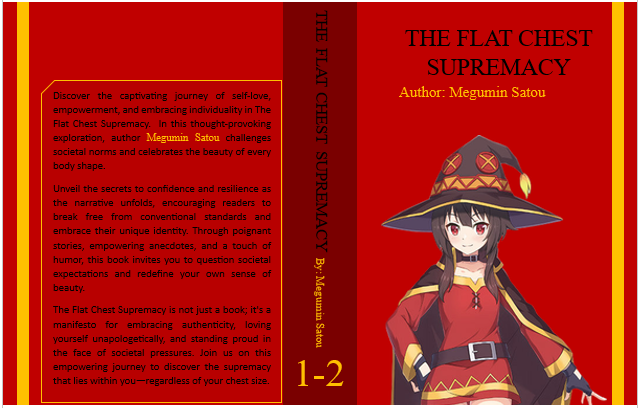 Discover the captivating journey of self-love,
empowerment, and embracing individuality in The
Flat Chest Supremacy. In this thought-provoking
exploration, author Megumin Satou challenges
societal norms and celebrates the beauty of every
body shape.
Unveil the secrets to confidence and resilience as
the narrative unfolds, encouraging readers to
break free from conventional standards and
embrace their unique identity. Through poignant
stories, empowering anecdotes, and a touch of
humor, this book invites you to question societal
expectations and redefine your own sense of
beauty.
The Flat Chest Supremacy is not just a book; it's a
manifesto for embracing authenticity, loving
yourself unapologetically, and standing proud in
the face of societal pressures. Join us on this
empowering journey to discover the supremacy
that lies within you—regardless of your chest size.
THE FLAT CHEST SUPREMACY By: Megumin Satou
1-2
THE FLAT CHEST
SUPREMACY
Author: Megumin Satou